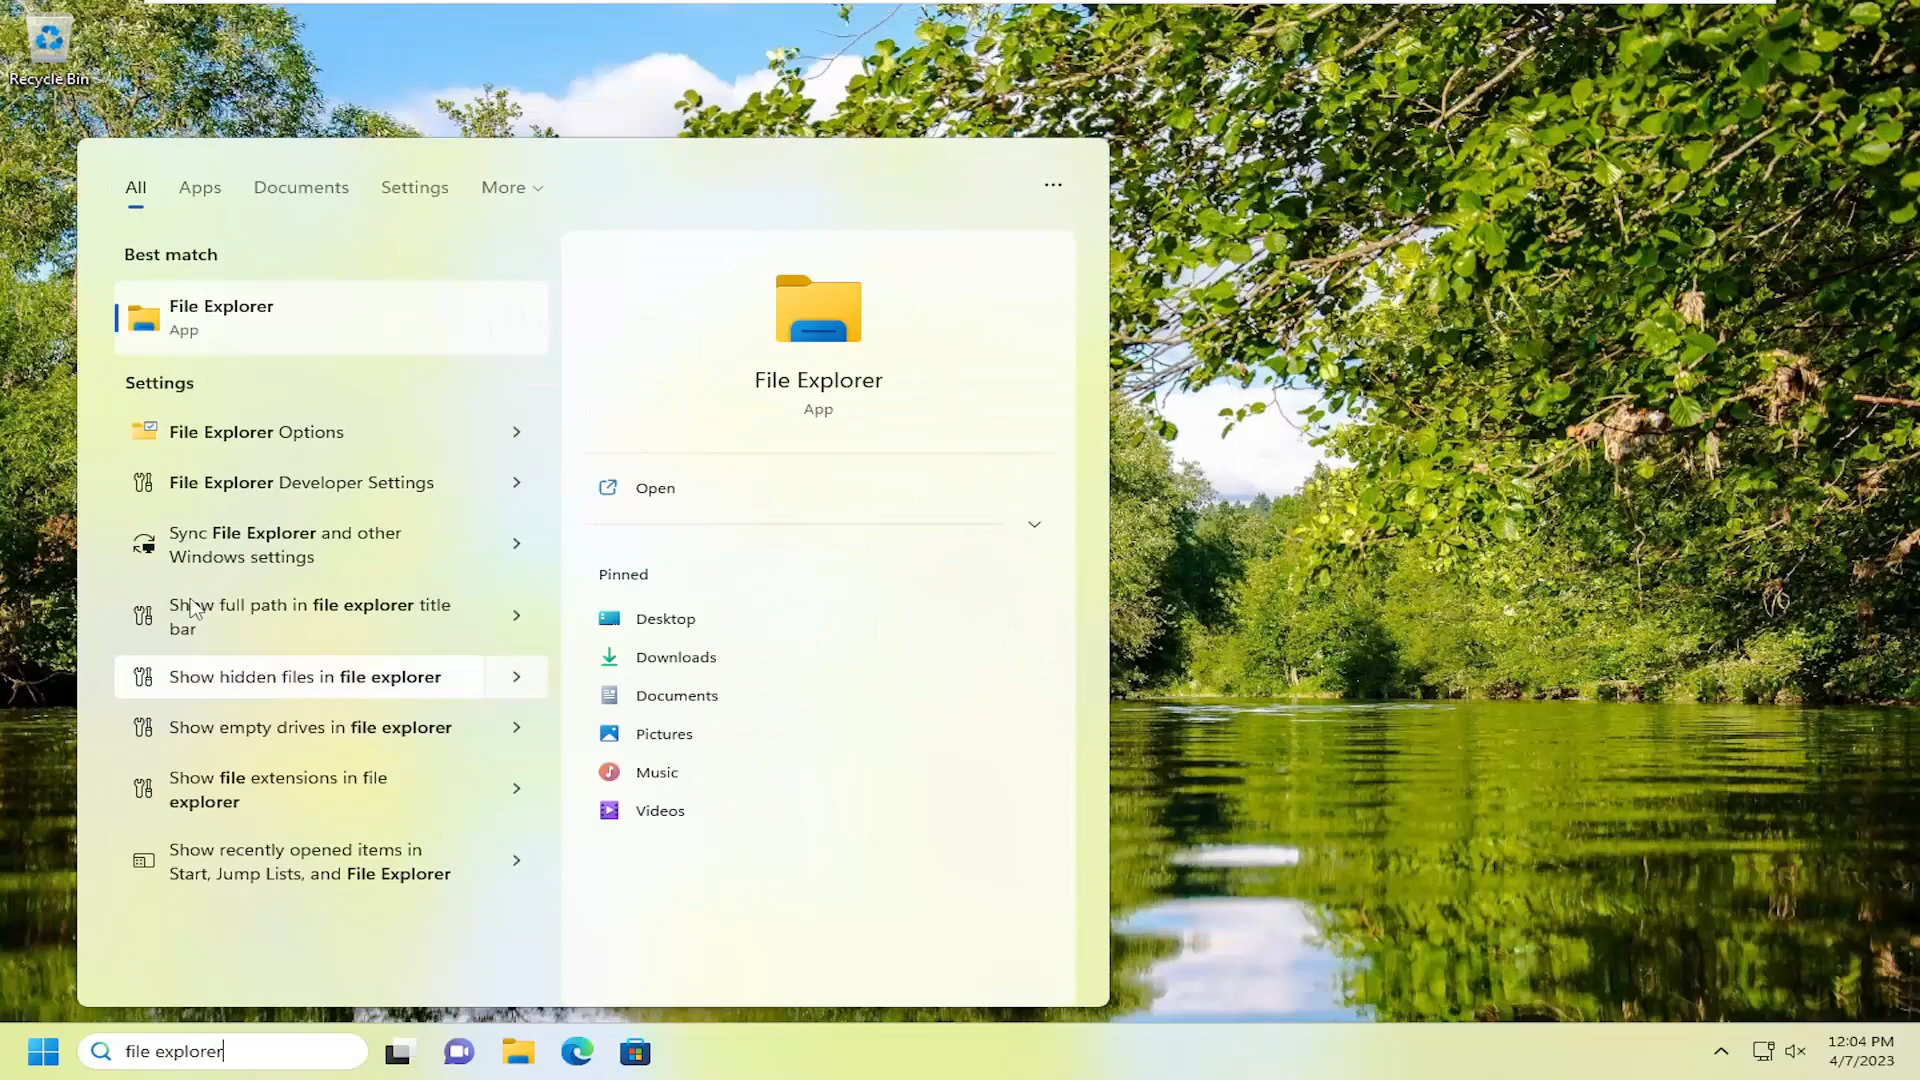 Recycle Bin
All
Apps
Documents
Settings
More
Best match
File Explorer
App
Settings
File Explorer Options
File Explorer Developer Settings
Sync File Explorer and other
Windows settings
Show full path in file explorer title
bar
Show hidden files in file explorer
Show empty drives in file explorer
Show file extensions in file
explorer
Show recently opened items in
Start, Jump Lists, and File Explorer
File Explorer
App
Open
Pinned
Desktop
Downloads
Documents
Pictures
Music
Videos
file explorer
12:04 PM
4/7/2023